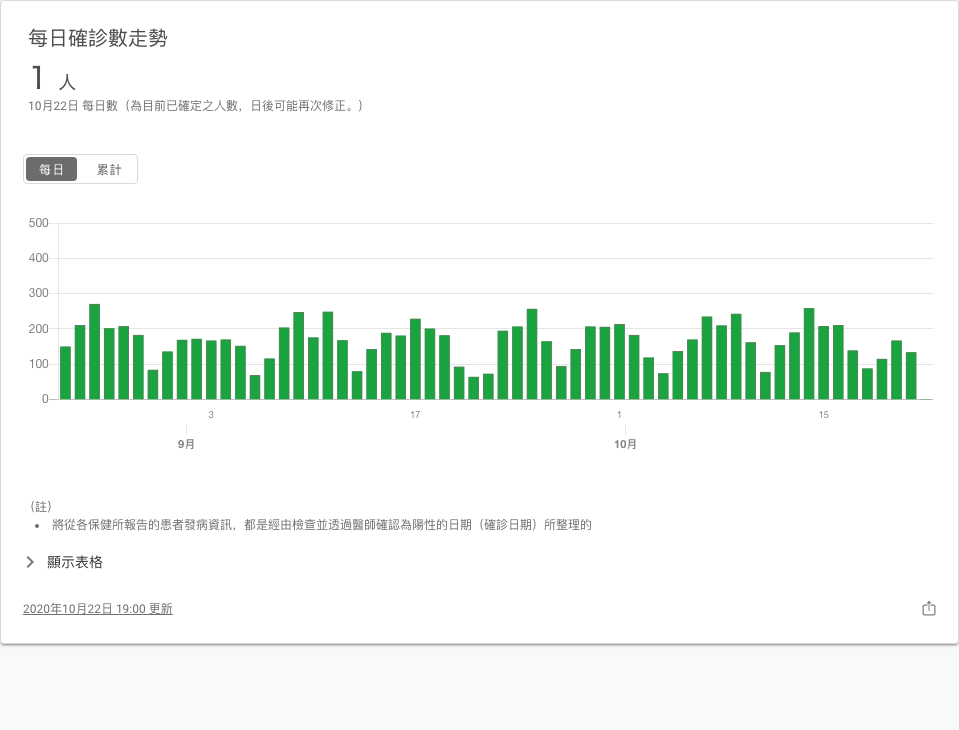 每日確診數走勢
1 人
10月22日 每日數（為目前已確定之人數，日後可能再次修正。）
每日 累計
500
400
300
200
100
0
3 17 1 15
9月 10月
（註）
• 將從各保健所報告的患者發病資訊，都是經由檢查並透過醫師確認為陽性的日期（確診日期）所整理的
顯示表格
2020年10月22日 19:00 更新